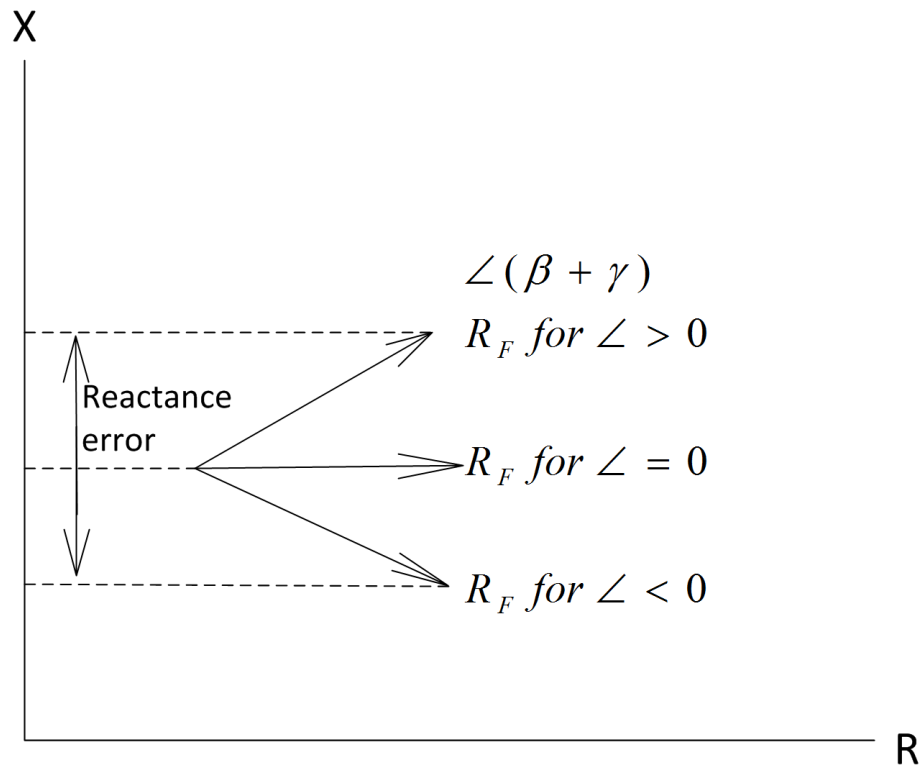 X
∠(β + γ)
R_F for ∠ > 0
Reactance
error
R_F for ∠ = 0
R_F for ∠ < 0
R